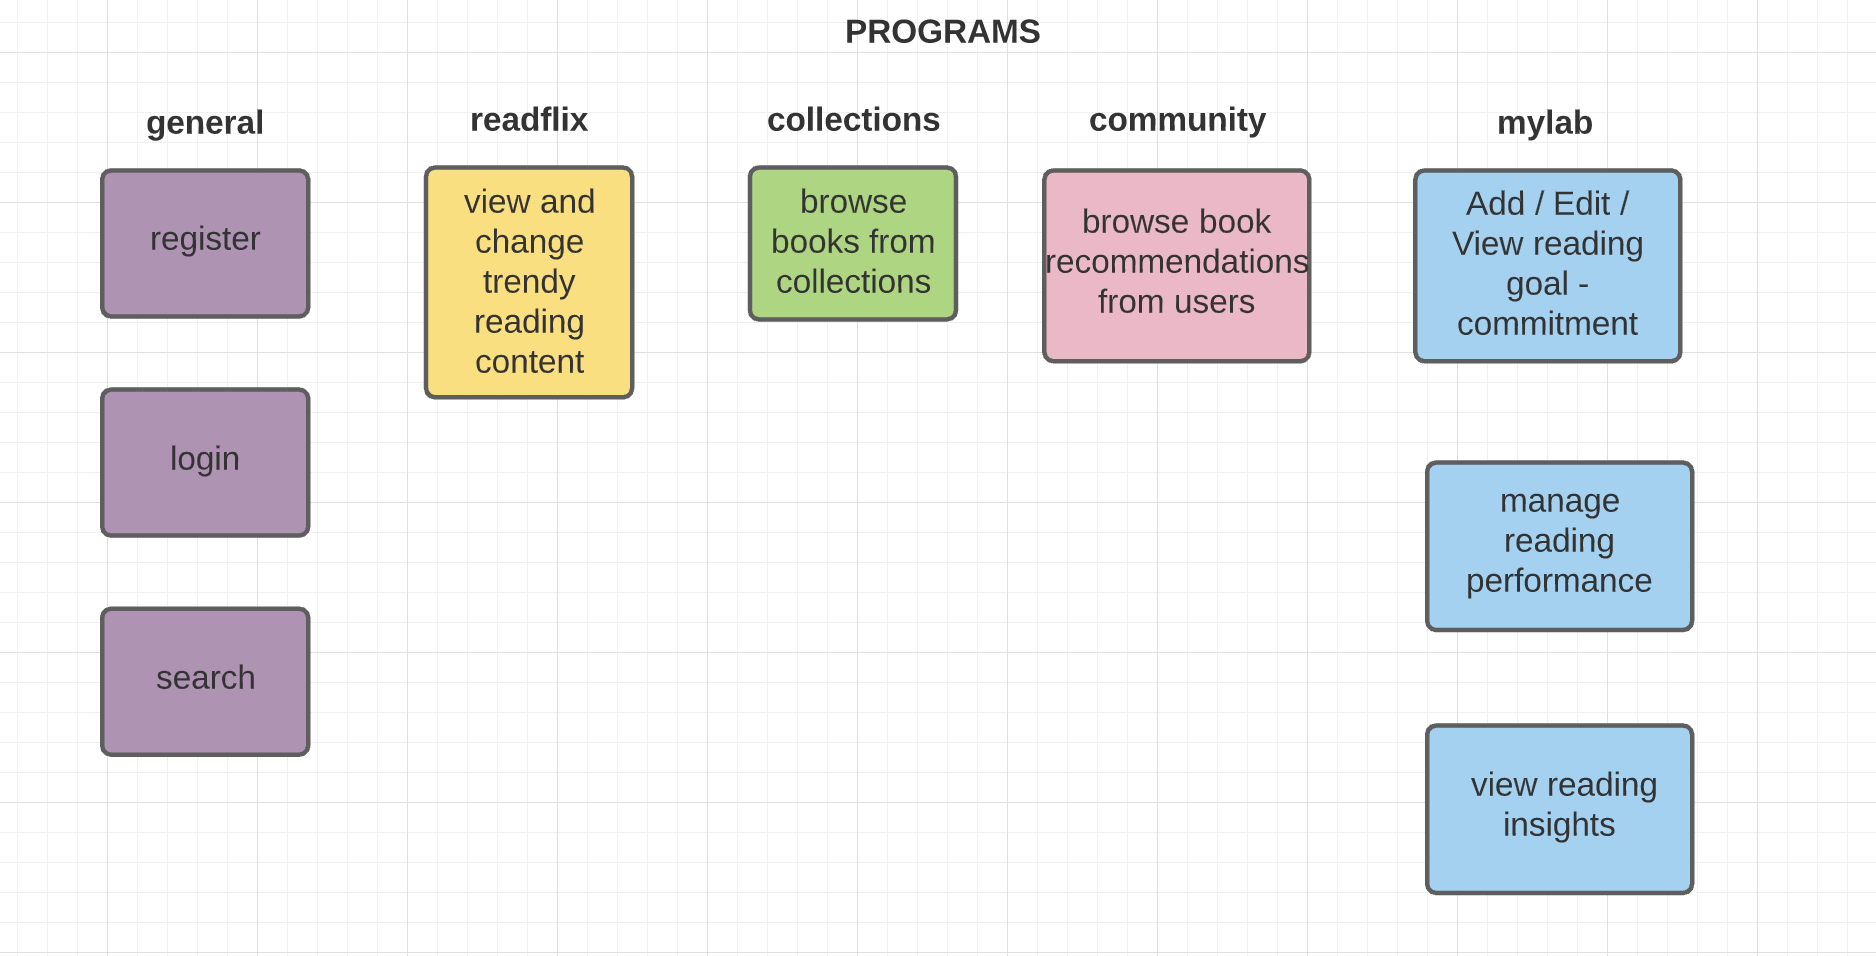 PROGRAMS
general
register
login
search
readflix
view and
change
trendy
reading
content
collections
browse
books from
collections
community
browse book
recommendations
from users
mylab
Add / Edit /
View reading
goal -
commitment
manage
reading
performance
view reading
insights